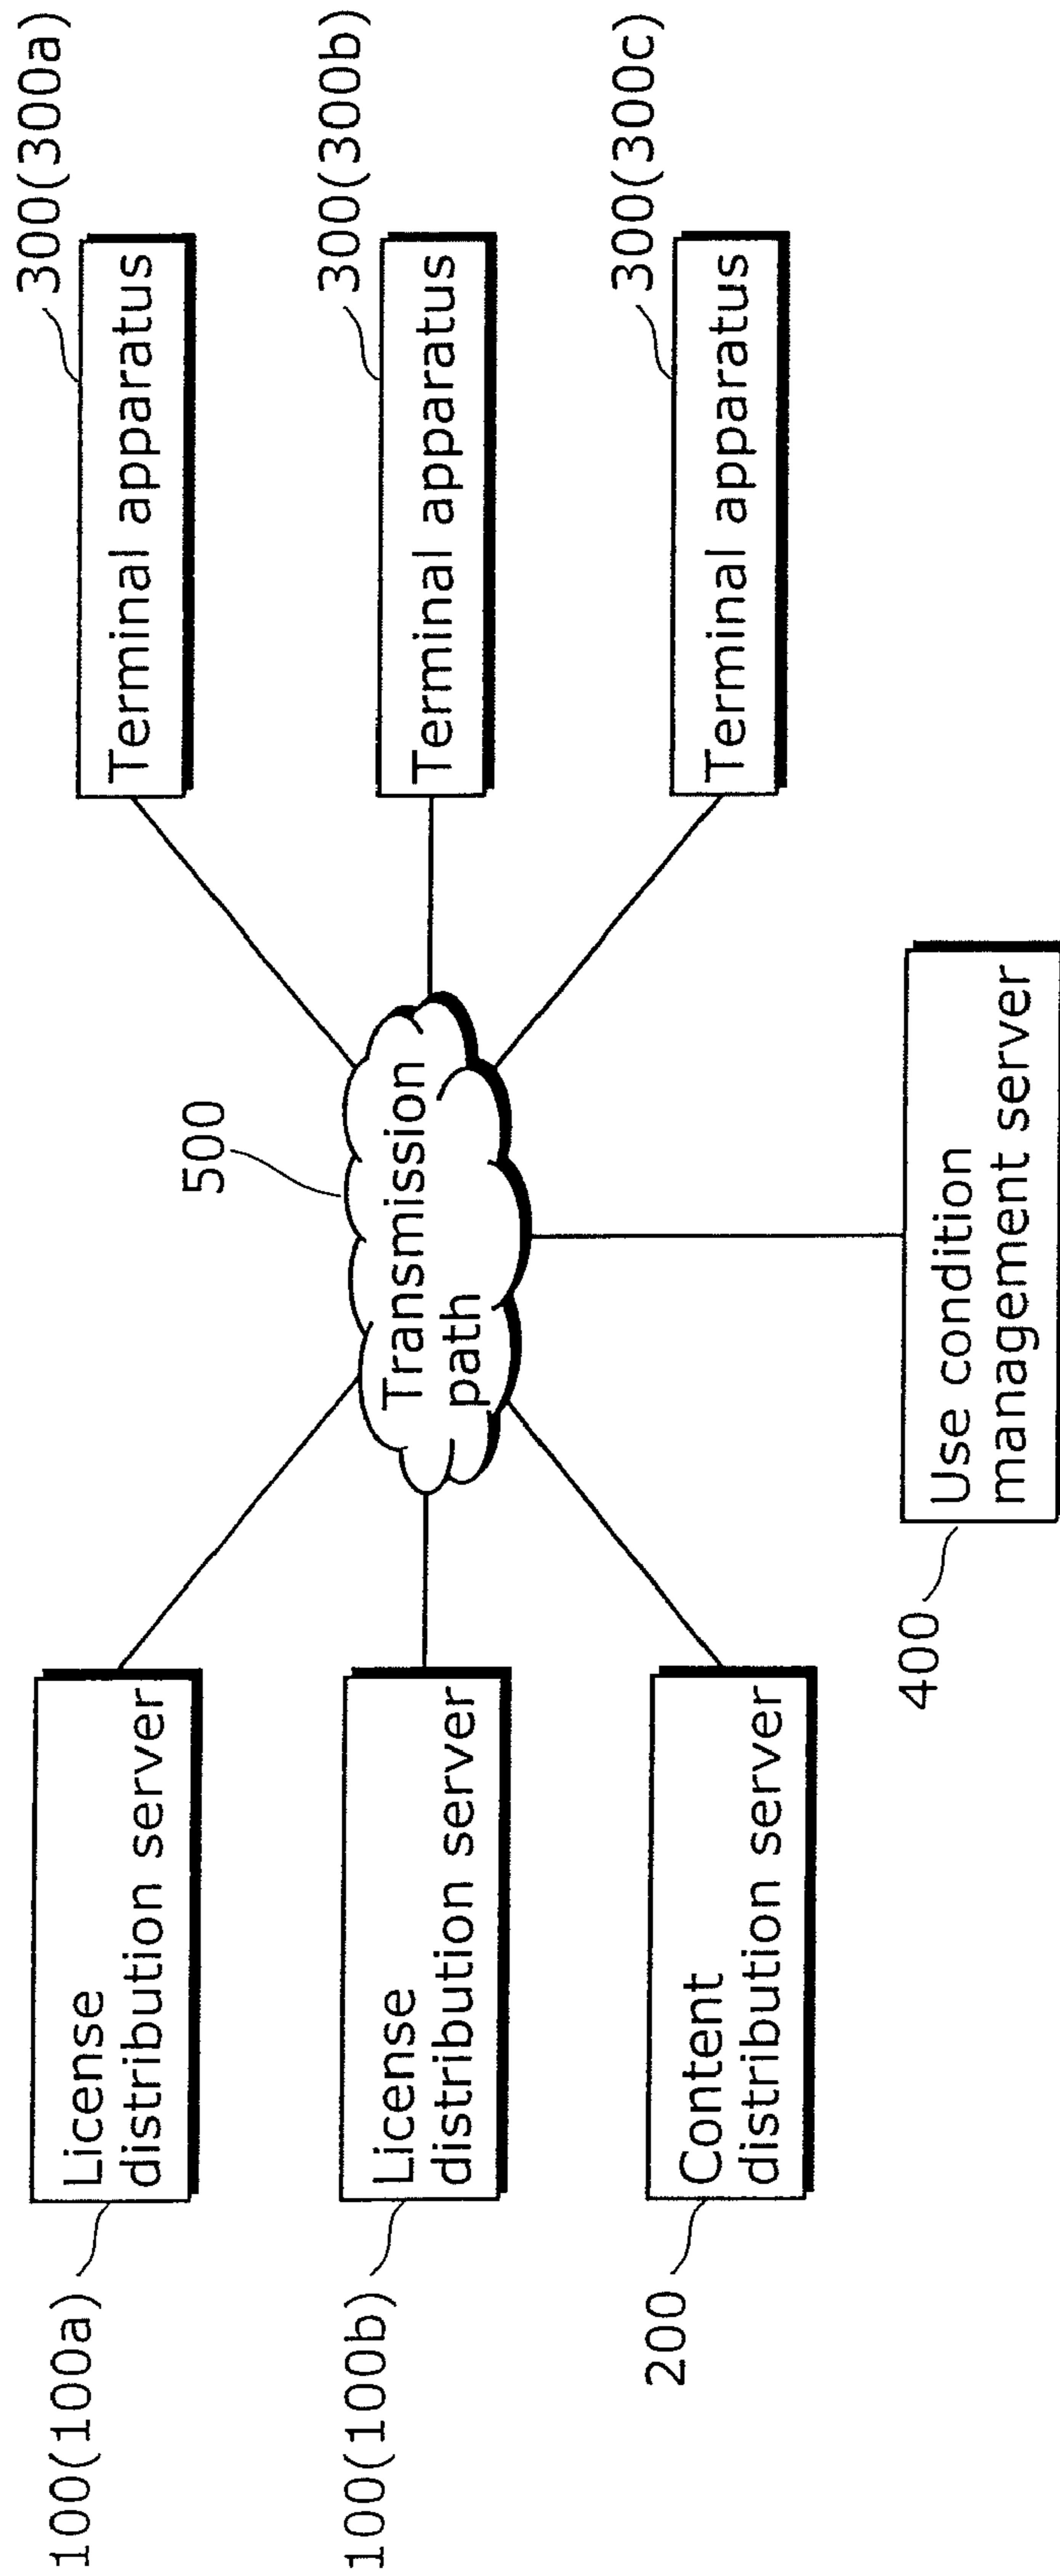 100(100a)
License
distribution server
100(100b)
License
distribution server
200
Content
distribution server
500
Transmission
path
400
Use condition
management server
300(300a)
Terminal apparatus
300(300b)
Terminal apparatus
300(300c)
Terminal apparatus